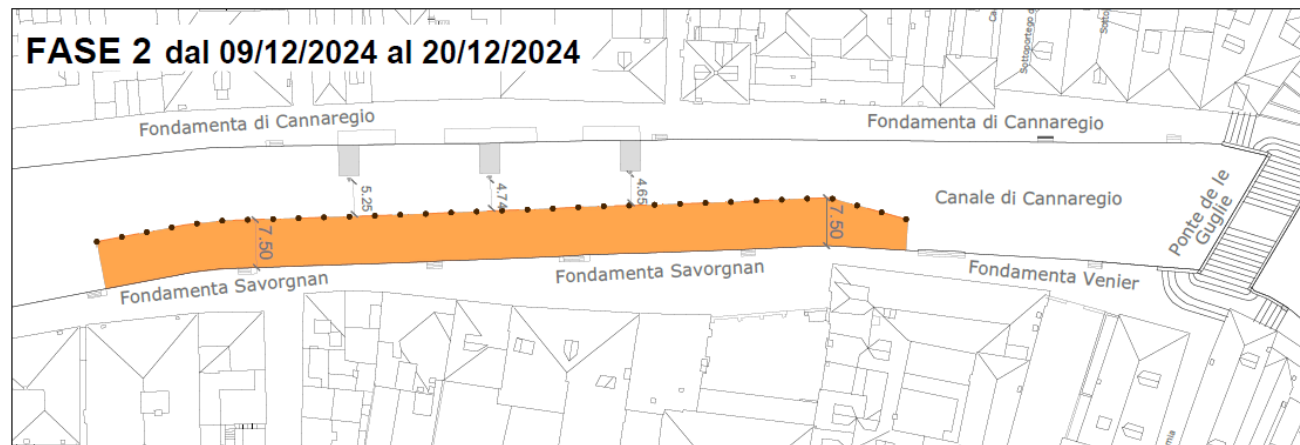 FASE 2 dal 09/12/2024 al 20/12/2024
Sottoportego d
Fondamenta di Cannaregio
Fondamenta di Cannaregio
5.25
4.74
4.65
Canale di Cannaregio
Ponte de le
Guglie
7.50
7.50
Fondamenta Savorgnan
Fondamenta Savorgnan
Fondamenta Venier